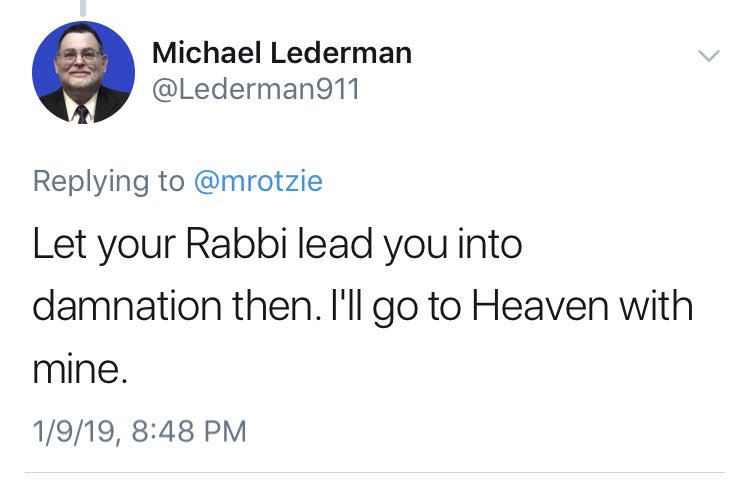 Michael Lederman
@Lederman911
Replying to @mrotzie
Let your Rabbi lead you into
damnation then. I'll go to Heaven with
mine.
1/9/19, 8:48 PM